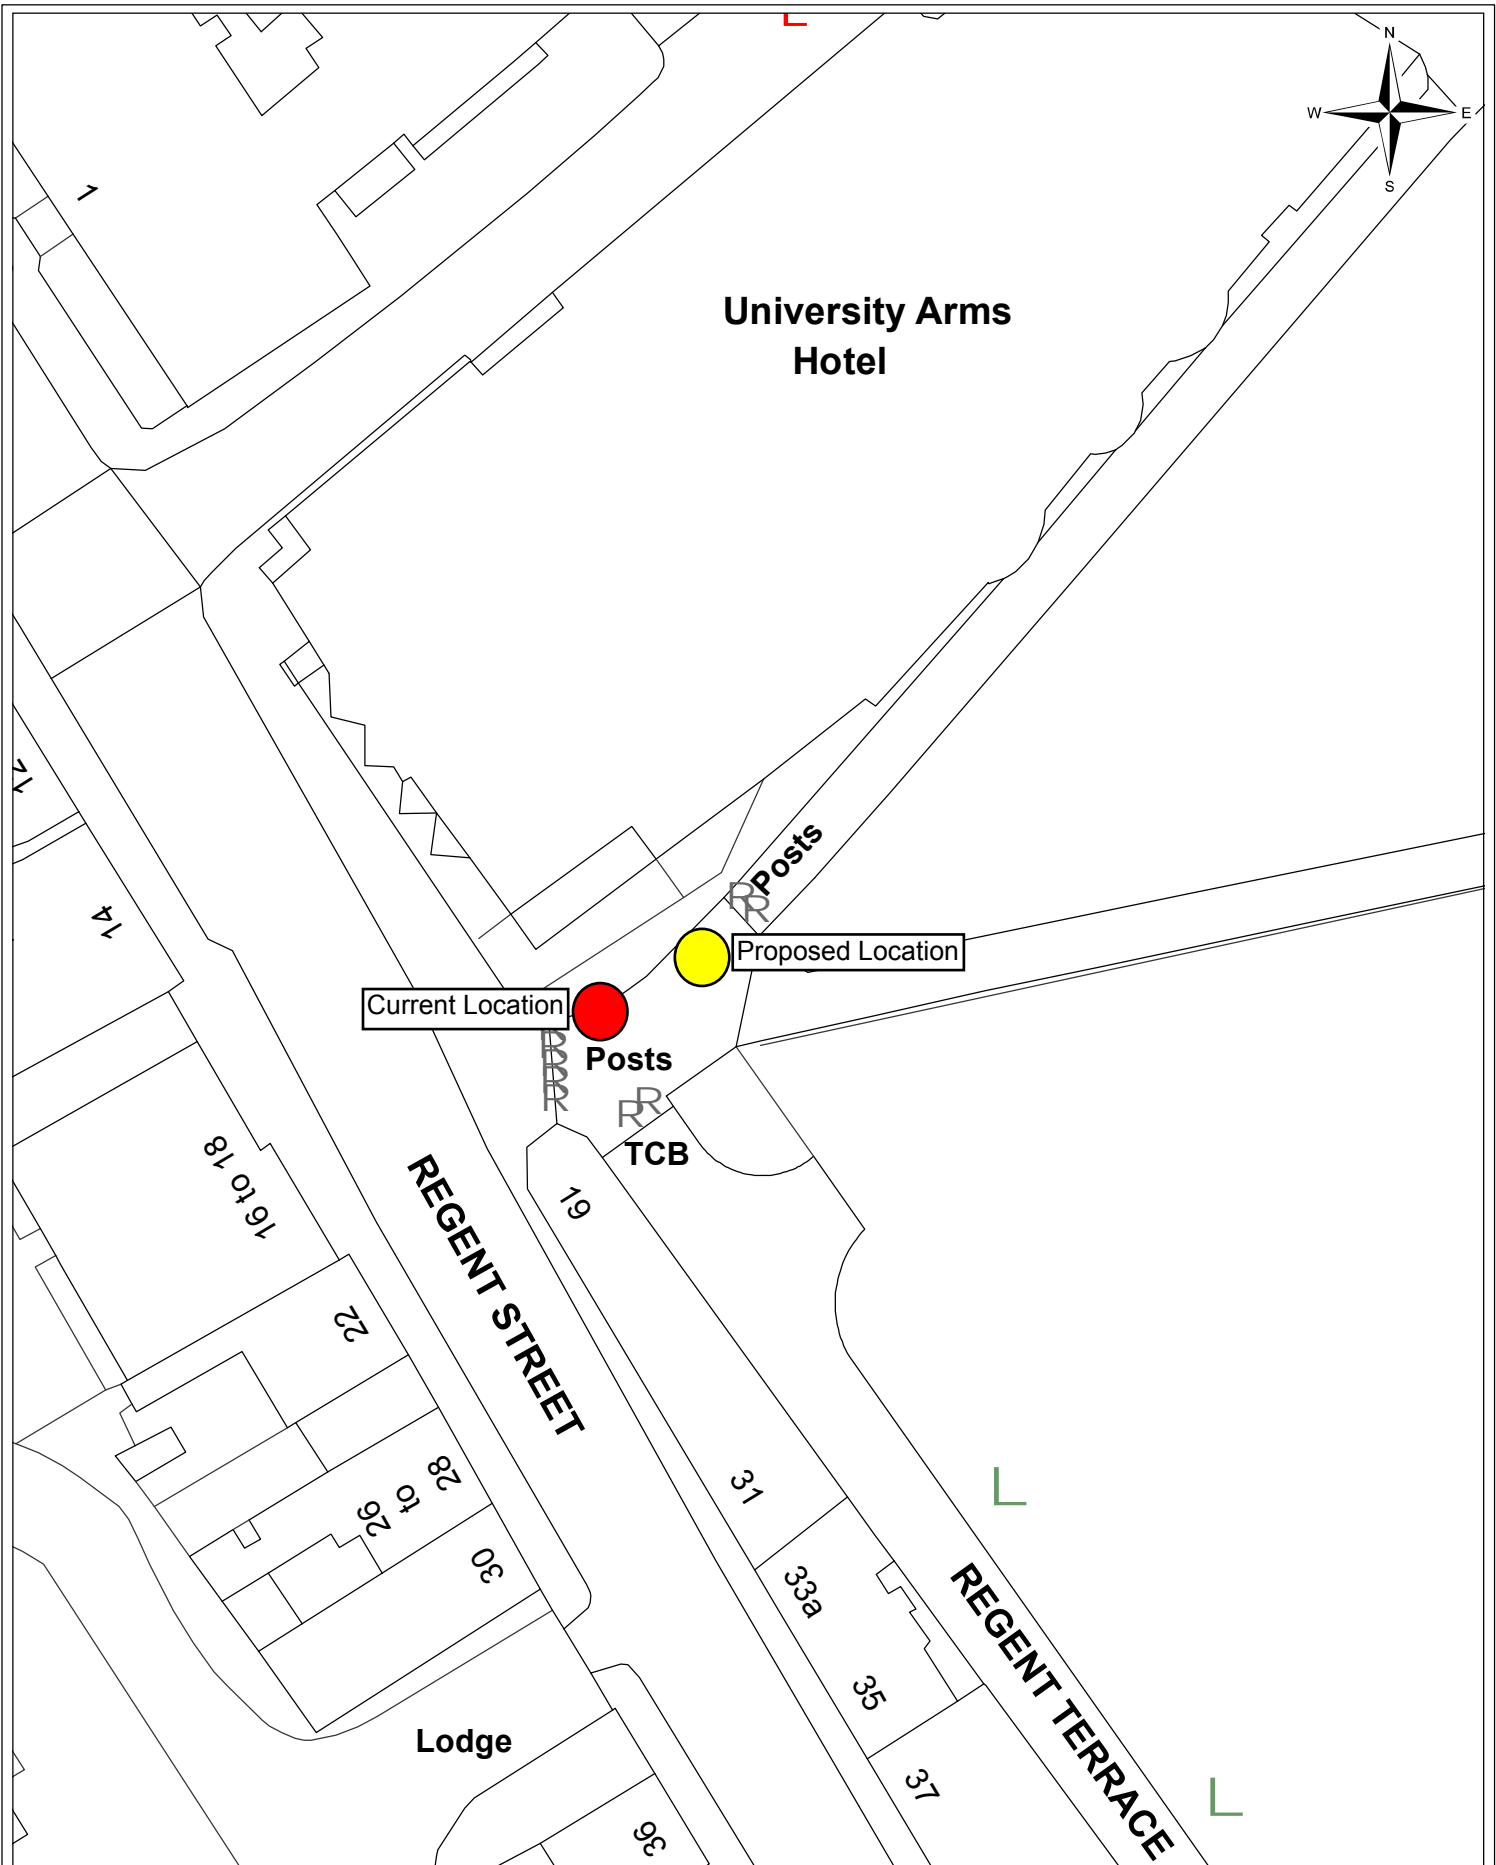 N
W
E
S
1
University Arms
Hotel
12
Posts
14
R
R
Proposed Location
Current Location
R
R
R
R
Posts
R
R
TCB
16 to 18
19
REGENT STREET
22
28
to
26
31
30
33a
REGENT TERRACE
35
Lodge
37
36